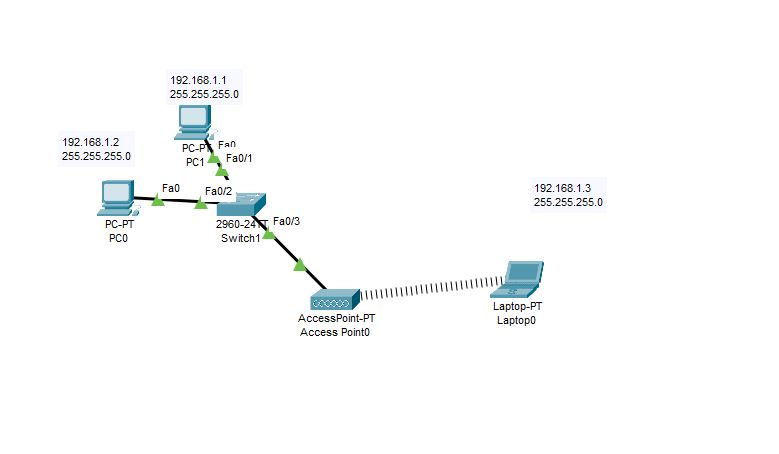 192.168.1.1
255.255.255.0
PC-PT
PC1
Fa0
Fa0/1
192.168.1.2
255.255.255.0
Fa0
Fa0/2
PC-PT
PC0
2960-24TT
Switch1
Fa0/3
192.168.1.3
255.255.255.0
AccessPoint-PT
Access Point0
Laptop-PT
Laptop0